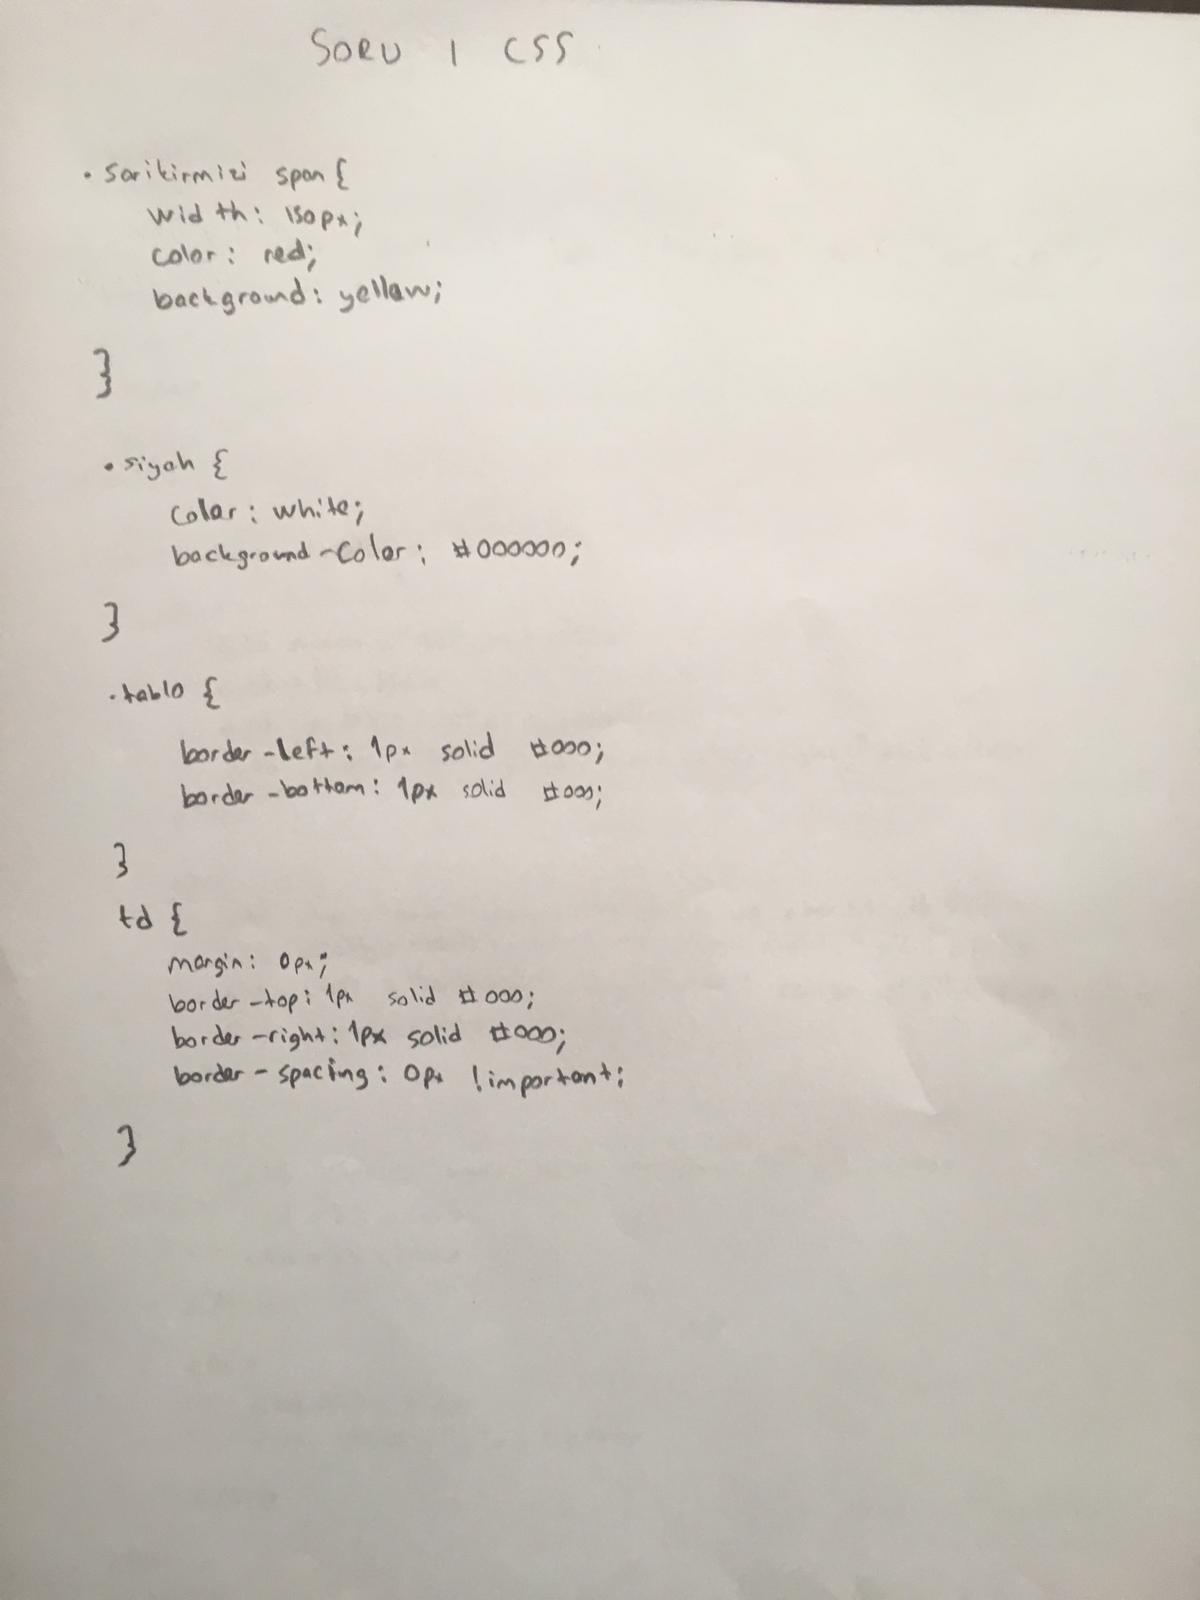 SORU 1 CSS
.sarikirmizi span{
width: 150px;
color: red;
background: yellow;
}
.siyah {
color: white;
background-color: #000000;
}
.tablo {
border-left: 1px solid #000;
border-bottom: 1px solid #000;
}
td {
margin: 0px;
border-top: 1px solid #000;
border-right: 1px solid #000;
border-spacing: 0px !important;
}